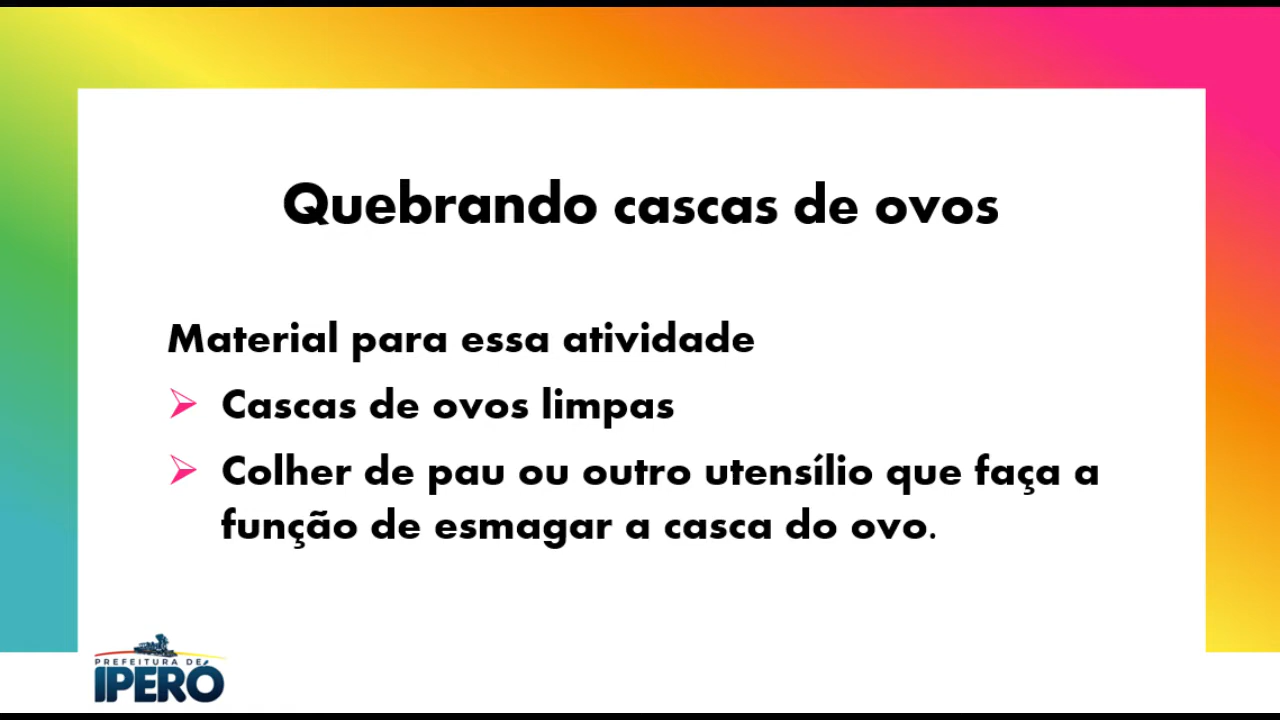 Quebrando cascas de ovos
Material para essa atividade
Cascas de ovos limpas
Colher de pau ou outro utensílio que faça a
função de esmagar a casca do ovo.
PREFEITURA DE
IPERÓ